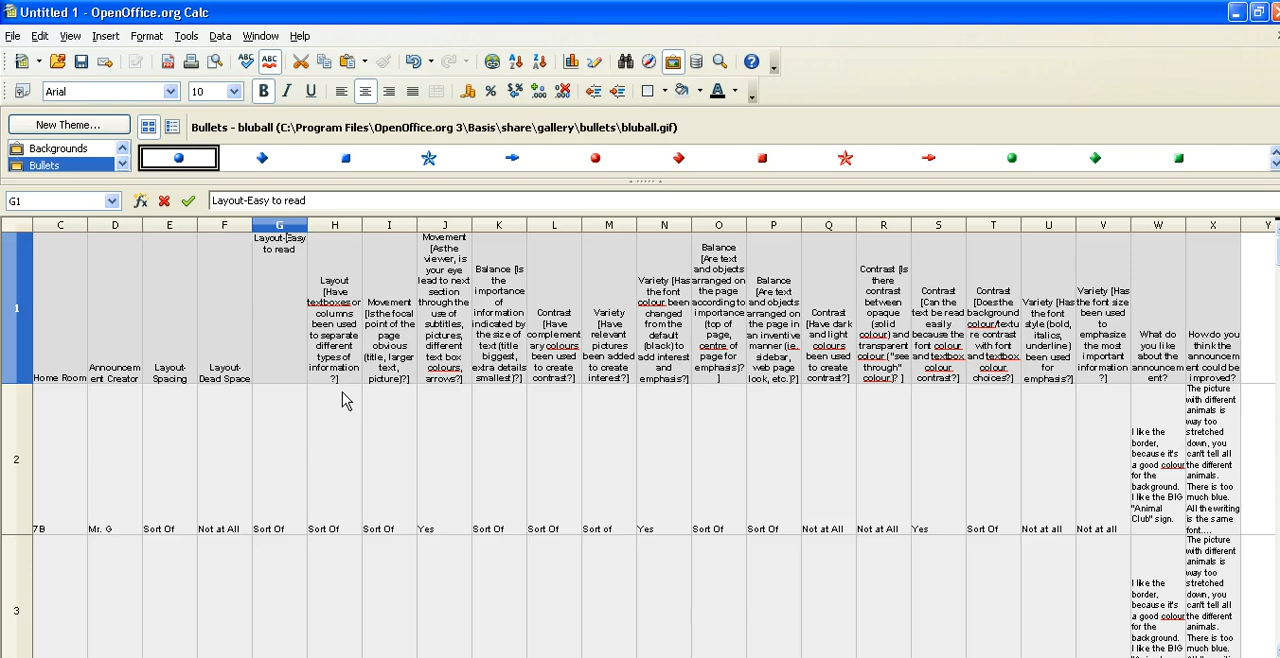 Untitled 1 - OpenOffice.org Calc
File Edit View Insert Format Tools Data Window Help
Arial 10
New Theme... Bullets - bluball (C:\Program Files\OpenOffice.org 3\Basis\share\gallery\bullets\bluball.gif)
Backgrounds
Bullets
G1 Layout-Easy to read
C D E F G H I J K L M N O P Q R S T U V W X Y
1
Home Room
Announcem
ent Creator
Layout-
Spacing
Layout-
Dead Space
Layout-Easy
to read
Layout
[Have
textboxes or
columns
been used
to separate
different
types of
information
?]
Movement
[Is the focal
point of the
page
obvious
(title, larger
text,
picture)?]
Movement
[As the
viewer, is
your eye
lead to next
section
through the
use of
subtitles,
pictures,
different
text box
colours,
arrows?]
Balance [Is
the
importance
of
information
indicated by
the size of
text (title
biggest,
extra details
smallest)?]
Contrast
[Have
complement
ary colours
been used
to create
contrast?]
Variety
[Have
relevant
pictures
been added
to create
interest?]
Variety [Has
the font
colour been
changed
from the
default
(black)to
add interest
and
emphasis?]
Balance
[Are text
and objects
arranged on
the page
according to
importance
(top of
page,
centre of
page for
emphasis)?
]
Balance
[Are text
and objects
arranged on
the page in
an inventive
manner (ie.
sidebar,
web page
look, etc.)?]
Contrast
[Have dark
and light
colours
been used
to create
contrast?]
Contrast [Is
there
contrast
between
opaque
(solid
colour) and
transparent
colour ("see
through"
colour)? ]
Contrast
[Can the
text be read
easily
because the
font colour
and textbox
colour
contrast?]
Contrast
[Does the
background
colour/textu
re contrast
with font
and textbox
colour
choices?]
Variety [Has
the font
style (bold,
italics,
underline)
been used
for
emphasis?]
Variety [Has
the font size
been used
to
emphasize
the most
important
information
?]
What do
you like
about the
announcem
ent?
How do you
think the
announcem
ent could be
improved?
2
7B Mr. G Sort Of Not at All Sort Of Sort Of Sort Of Yes Sort Of Sort Of Sort of Yes Sort Of Sort Of Not at All Not at All Yes Sort Of Not at all Not at all
I like the
border,
because it's
a good colour
for the
background.
I like the BIG
"Animal
Club" sign.
The picture
with different
animals is
way too
stretched
down, you
can't tell all
the different
animals.
There is too
much blue.
All the writing
is the same
font....
3
I like the
border,
because it's
a good colour
for the
background.
I like the BIG
The picture
with different
animals is
way too
stretched
down, you
can't tell all
the different
animals.
There is too
much blue.